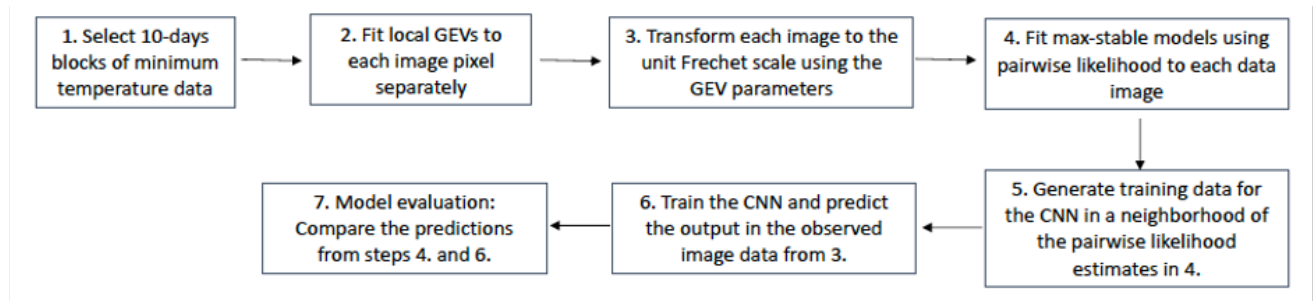 1. Select 10-days
blocks of minimum
temperature data
2. Fit local GEVs to
each image pixel
separately
3. Transform each image to the
unit Frechet scale using the
GEV parameters
4. Fit max-stable models using
pairwise likelihood to each data
image
5. Generate training data for
the CNN in a neighborhood of
the pairwise likelihood
estimates in 4.
6. Train the CNN and predict
the output in the observed
image data from 3.
7. Model evaluation:
Compare the predictions
from steps 4. and 6.